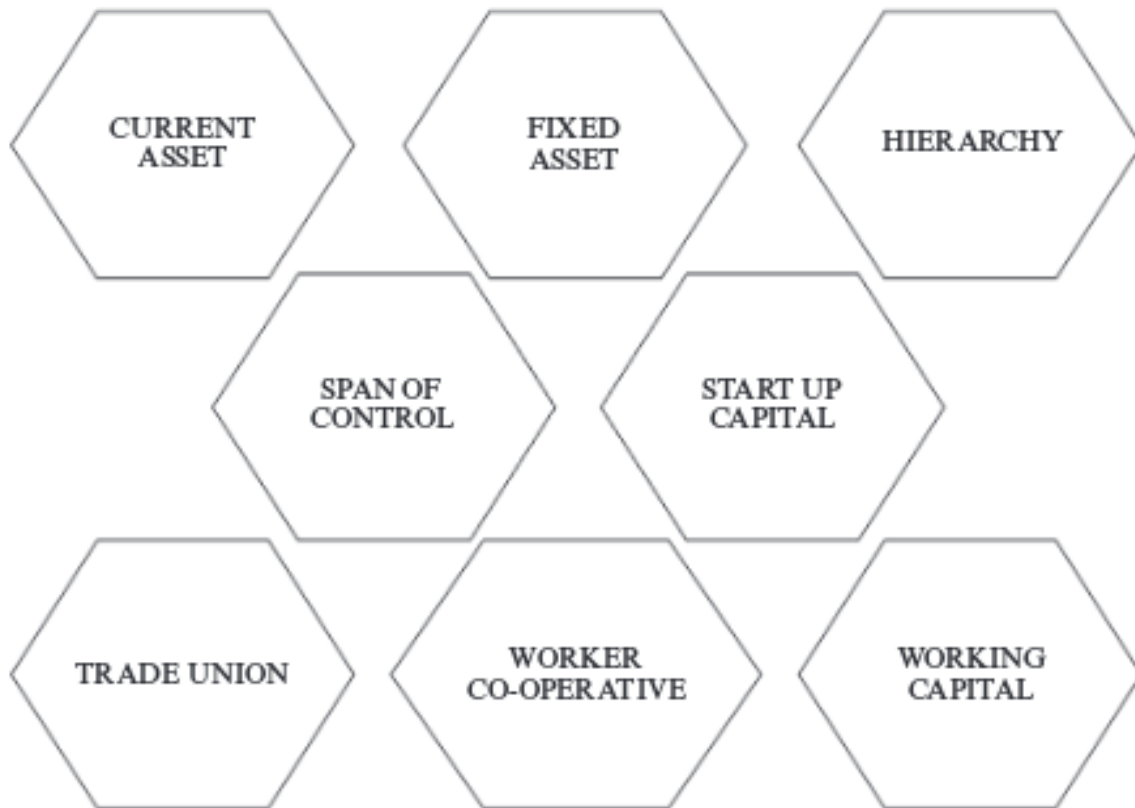 CURRENT
ASSET
FIXED
ASSET
HIERARCHY
SPAN OF
CONTROL
START UP
CAPITAL
TRADE UNION
WORKER
CO-OPERATIVE
WORKING
CAPITAL